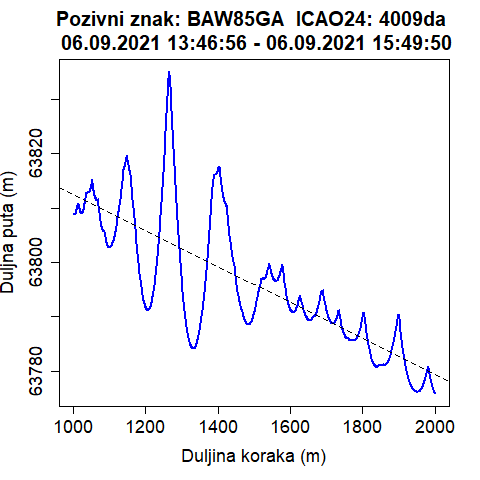 Pozivni znak: BAW85GA  ICAO24: 4009da
06.09.2021 13:46:56 - 06.09.2021 15:49:50
Duljna puta (m)
63820
63800
63780
1000 1200 1400 1600 1800 2000
Duljina koraka (m)